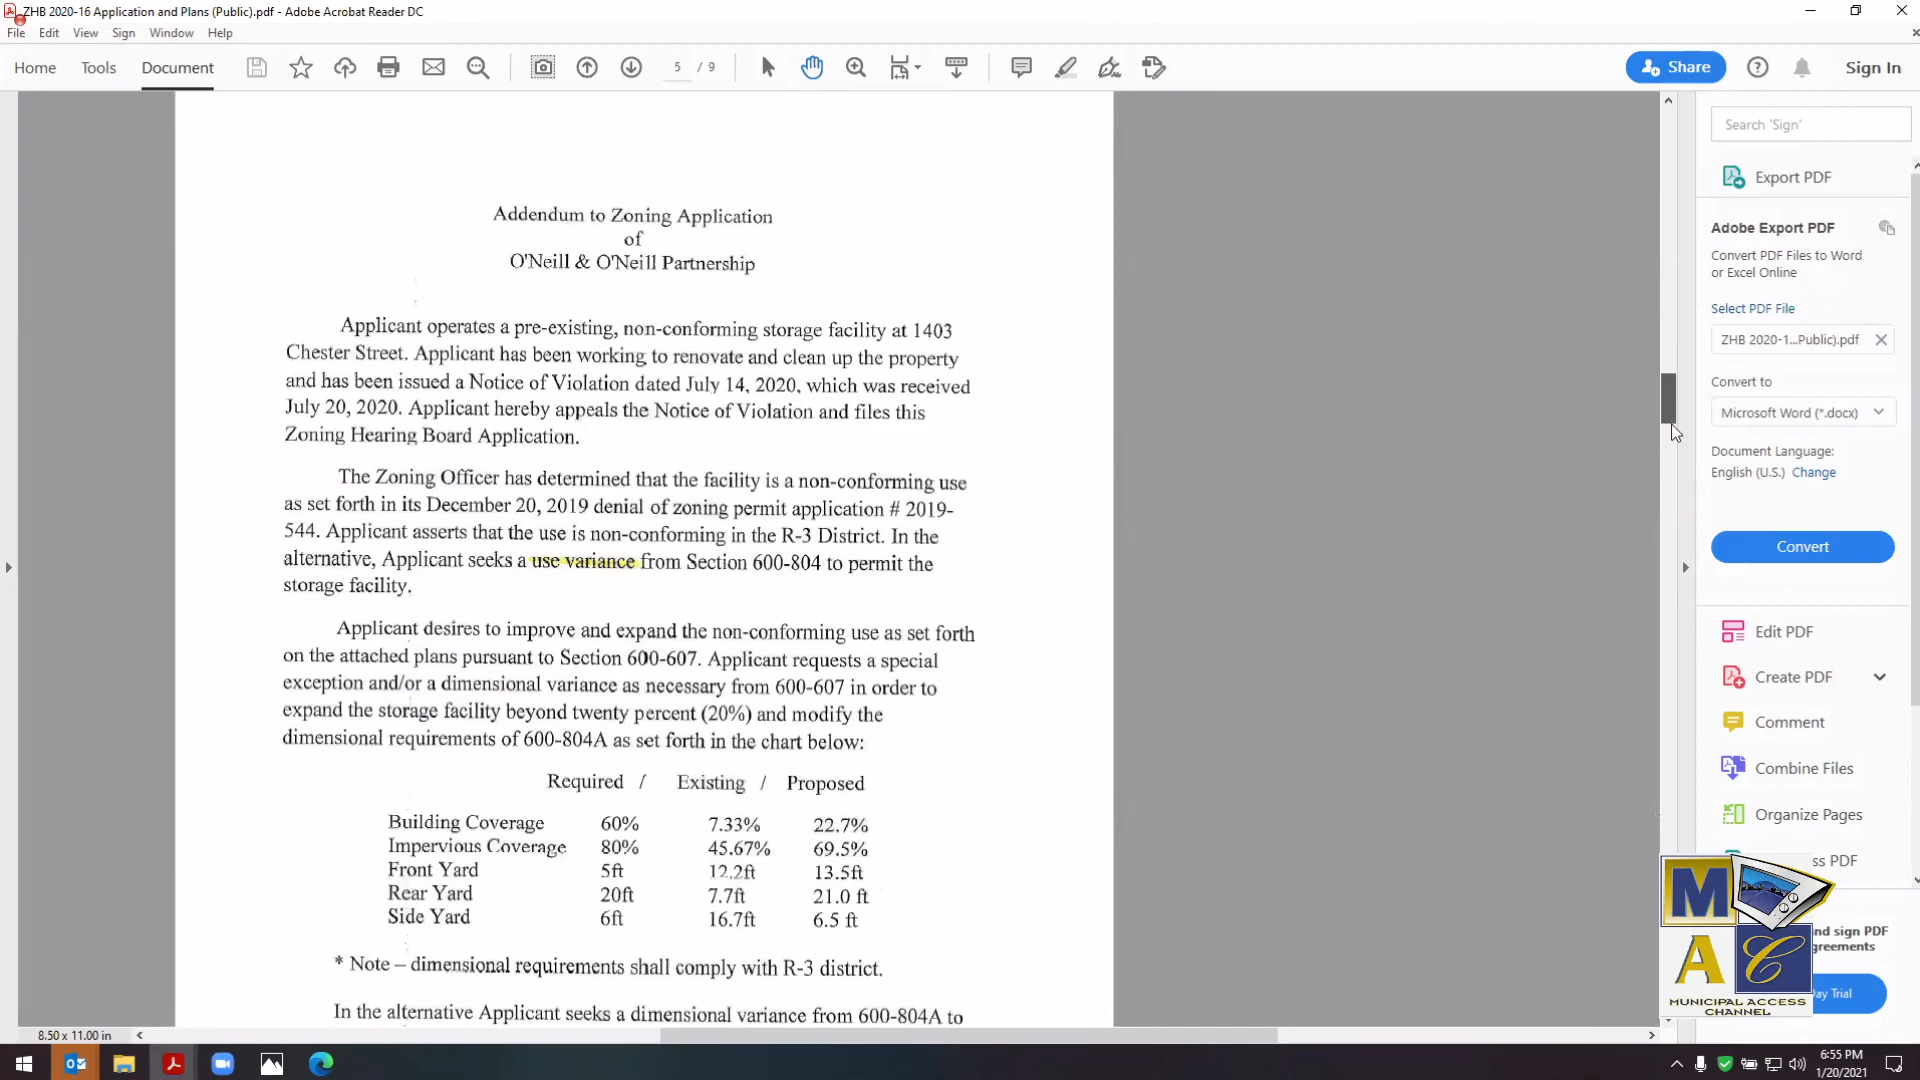 ZHB 2020-16 Application and Plans (Public).pdf - Adobe Acrobat Reader DC
File Edit View Sign Window Help
Home Tools Document 5 / 9 Share Sign In
Addendum to Zoning Application
of
O'Neill & O'Neill Partnership
Applicant operates a pre-existing, non-conforming storage facility at 1403
Chester Street. Applicant has been working to renovate and clean up the property
and has been issued a Notice of Violation dated July 14, 2020, which was received
July 20, 2020. Applicant hereby appeals the Notice of Violation and files this
Zoning Hearing Board Application.
The Zoning Officer has determined that the facility is a non-conforming use
as set forth in its December 20, 2019 denial of zoning permit application # 2019-
544. Applicant asserts that the use is non-conforming in the R-3 District. In the
alternative, Applicant seeks a use variance from Section 600-804 to permit the
storage facility.
Applicant desires to improve and expand the non-conforming use as set forth
on the attached plans pursuant to Section 600-607. Applicant requests a special
exception and/or a dimensional variance as necessary from 600-607 in order to
expand the storage facility beyond twenty percent (20%) and modify the
dimensional requirements of 600-804A as set forth in the chart below:
Required / Existing / Proposed
Building Coverage 60% 7.33% 22.7%
Impervious Coverage 80% 45.67% 69.5%
Front Yard 5ft 12.2ft 13.5ft
Rear Yard 20ft 7.7ft 21.0 ft
Side Yard 6ft 16.7ft 6.5 ft
* Note – dimensional requirements shall comply with R-3 district.
In the alternative Applicant seeks a dimensional variance from 600-804A to
Search 'Sign'
Export PDF
Adobe Export PDF
Convert PDF Files to Word
or Excel Online
Select PDF File
ZHB 2020-1...Public).pdf
Convert to
Microsoft Word (*.docx)
Document Language:
English (U.S.) Change
Convert
Edit PDF
Create PDF
Comment
Combine Files
Organize Pages
ss PDF
and sign PDF
greements
Day Trial
M
A C
MUNICIPAL ACCESS
CHANNEL
8.50 x 11.00 in
6:55 PM
1/20/2021